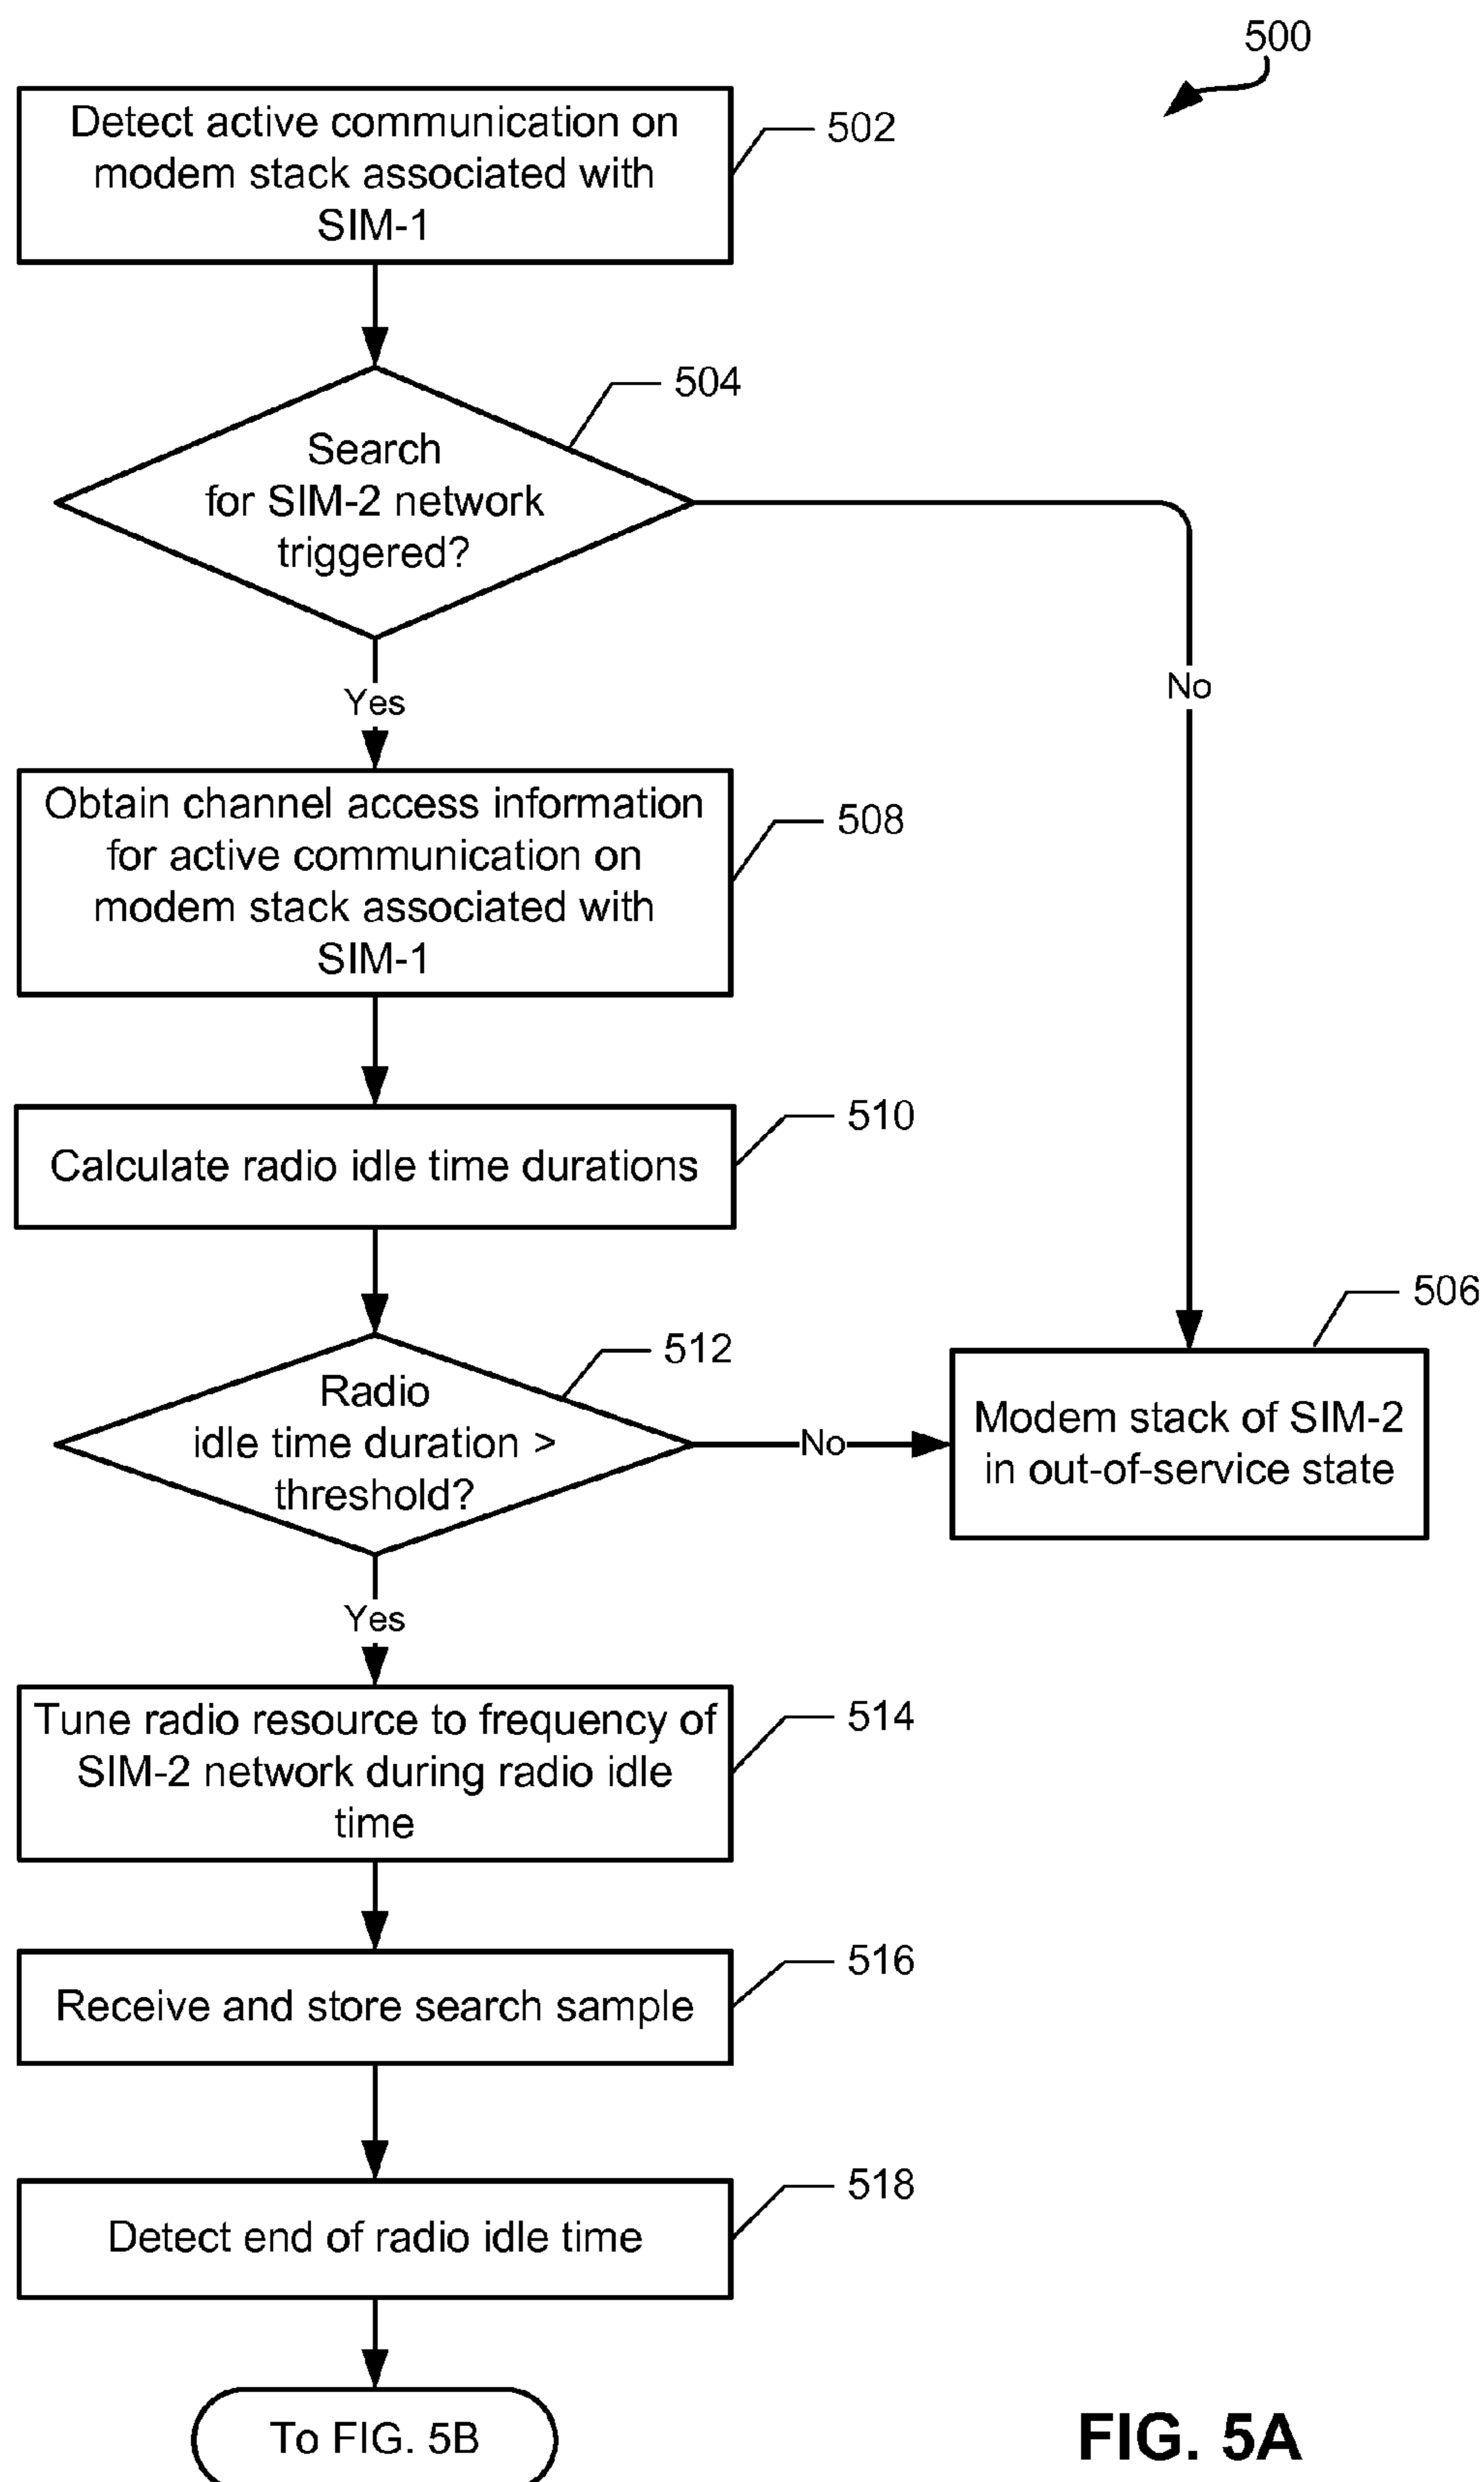 500
Detect active communication on
modem stack associated with
SIM-1
502
504
Search
for SIM-2 network
triggered?
Yes
No
Obtain channel access information
for active communication on
modem stack associated with
SIM-1
508
510
Calculate radio idle time durations
506
512
Radio
idle time duration >
threshold?
No
Modem stack of SIM-2
in out-of-service state
Yes
Tune radio resource to frequency of
SIM-2 network during radio idle
time
514
516
Receive and store search sample
518
Detect end of radio idle time
To FIG. 5B
FIG. 5A